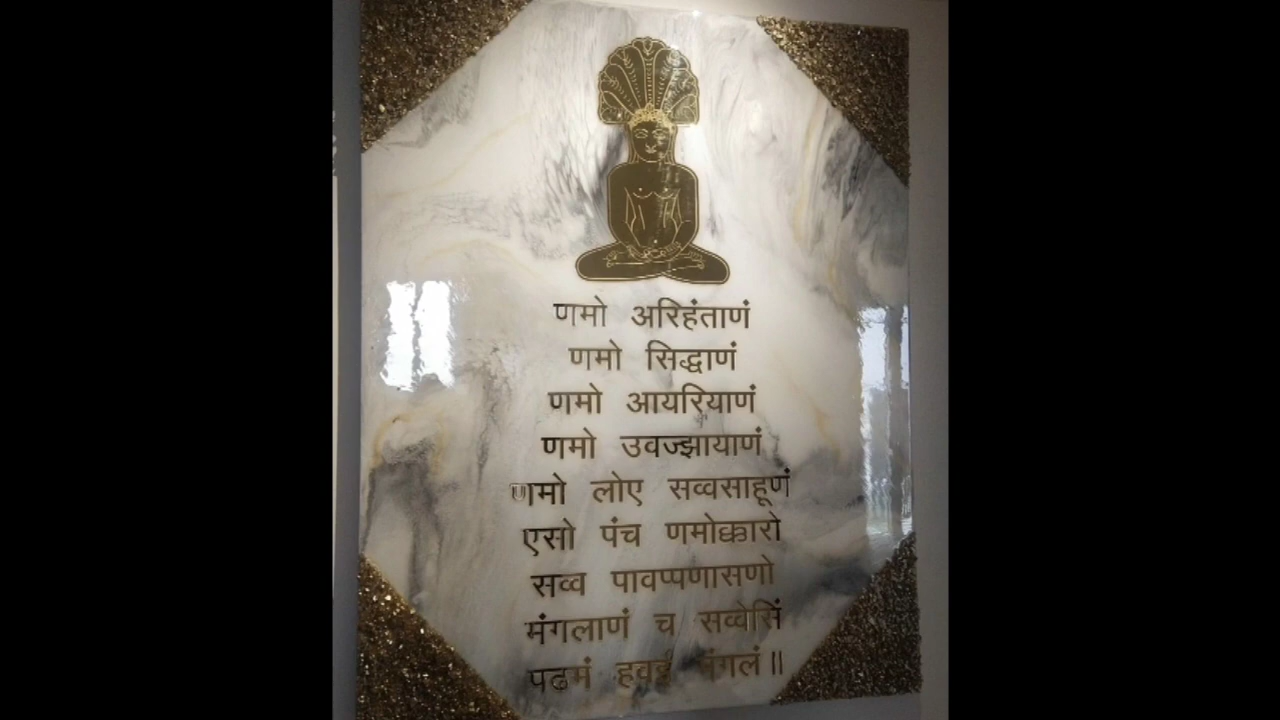 णमो अरिहंताणं
णमो सिद्धाणं
णमो आयरियाणं
णमो उवज्झायाणं
णमो लोए सव्वसाहूणं
एसो पंच णमोक्कारो
सव्व पावप्पणासणो
मंगलाणं च सव्वेसिं
पढमं हवइ मंगलं॥